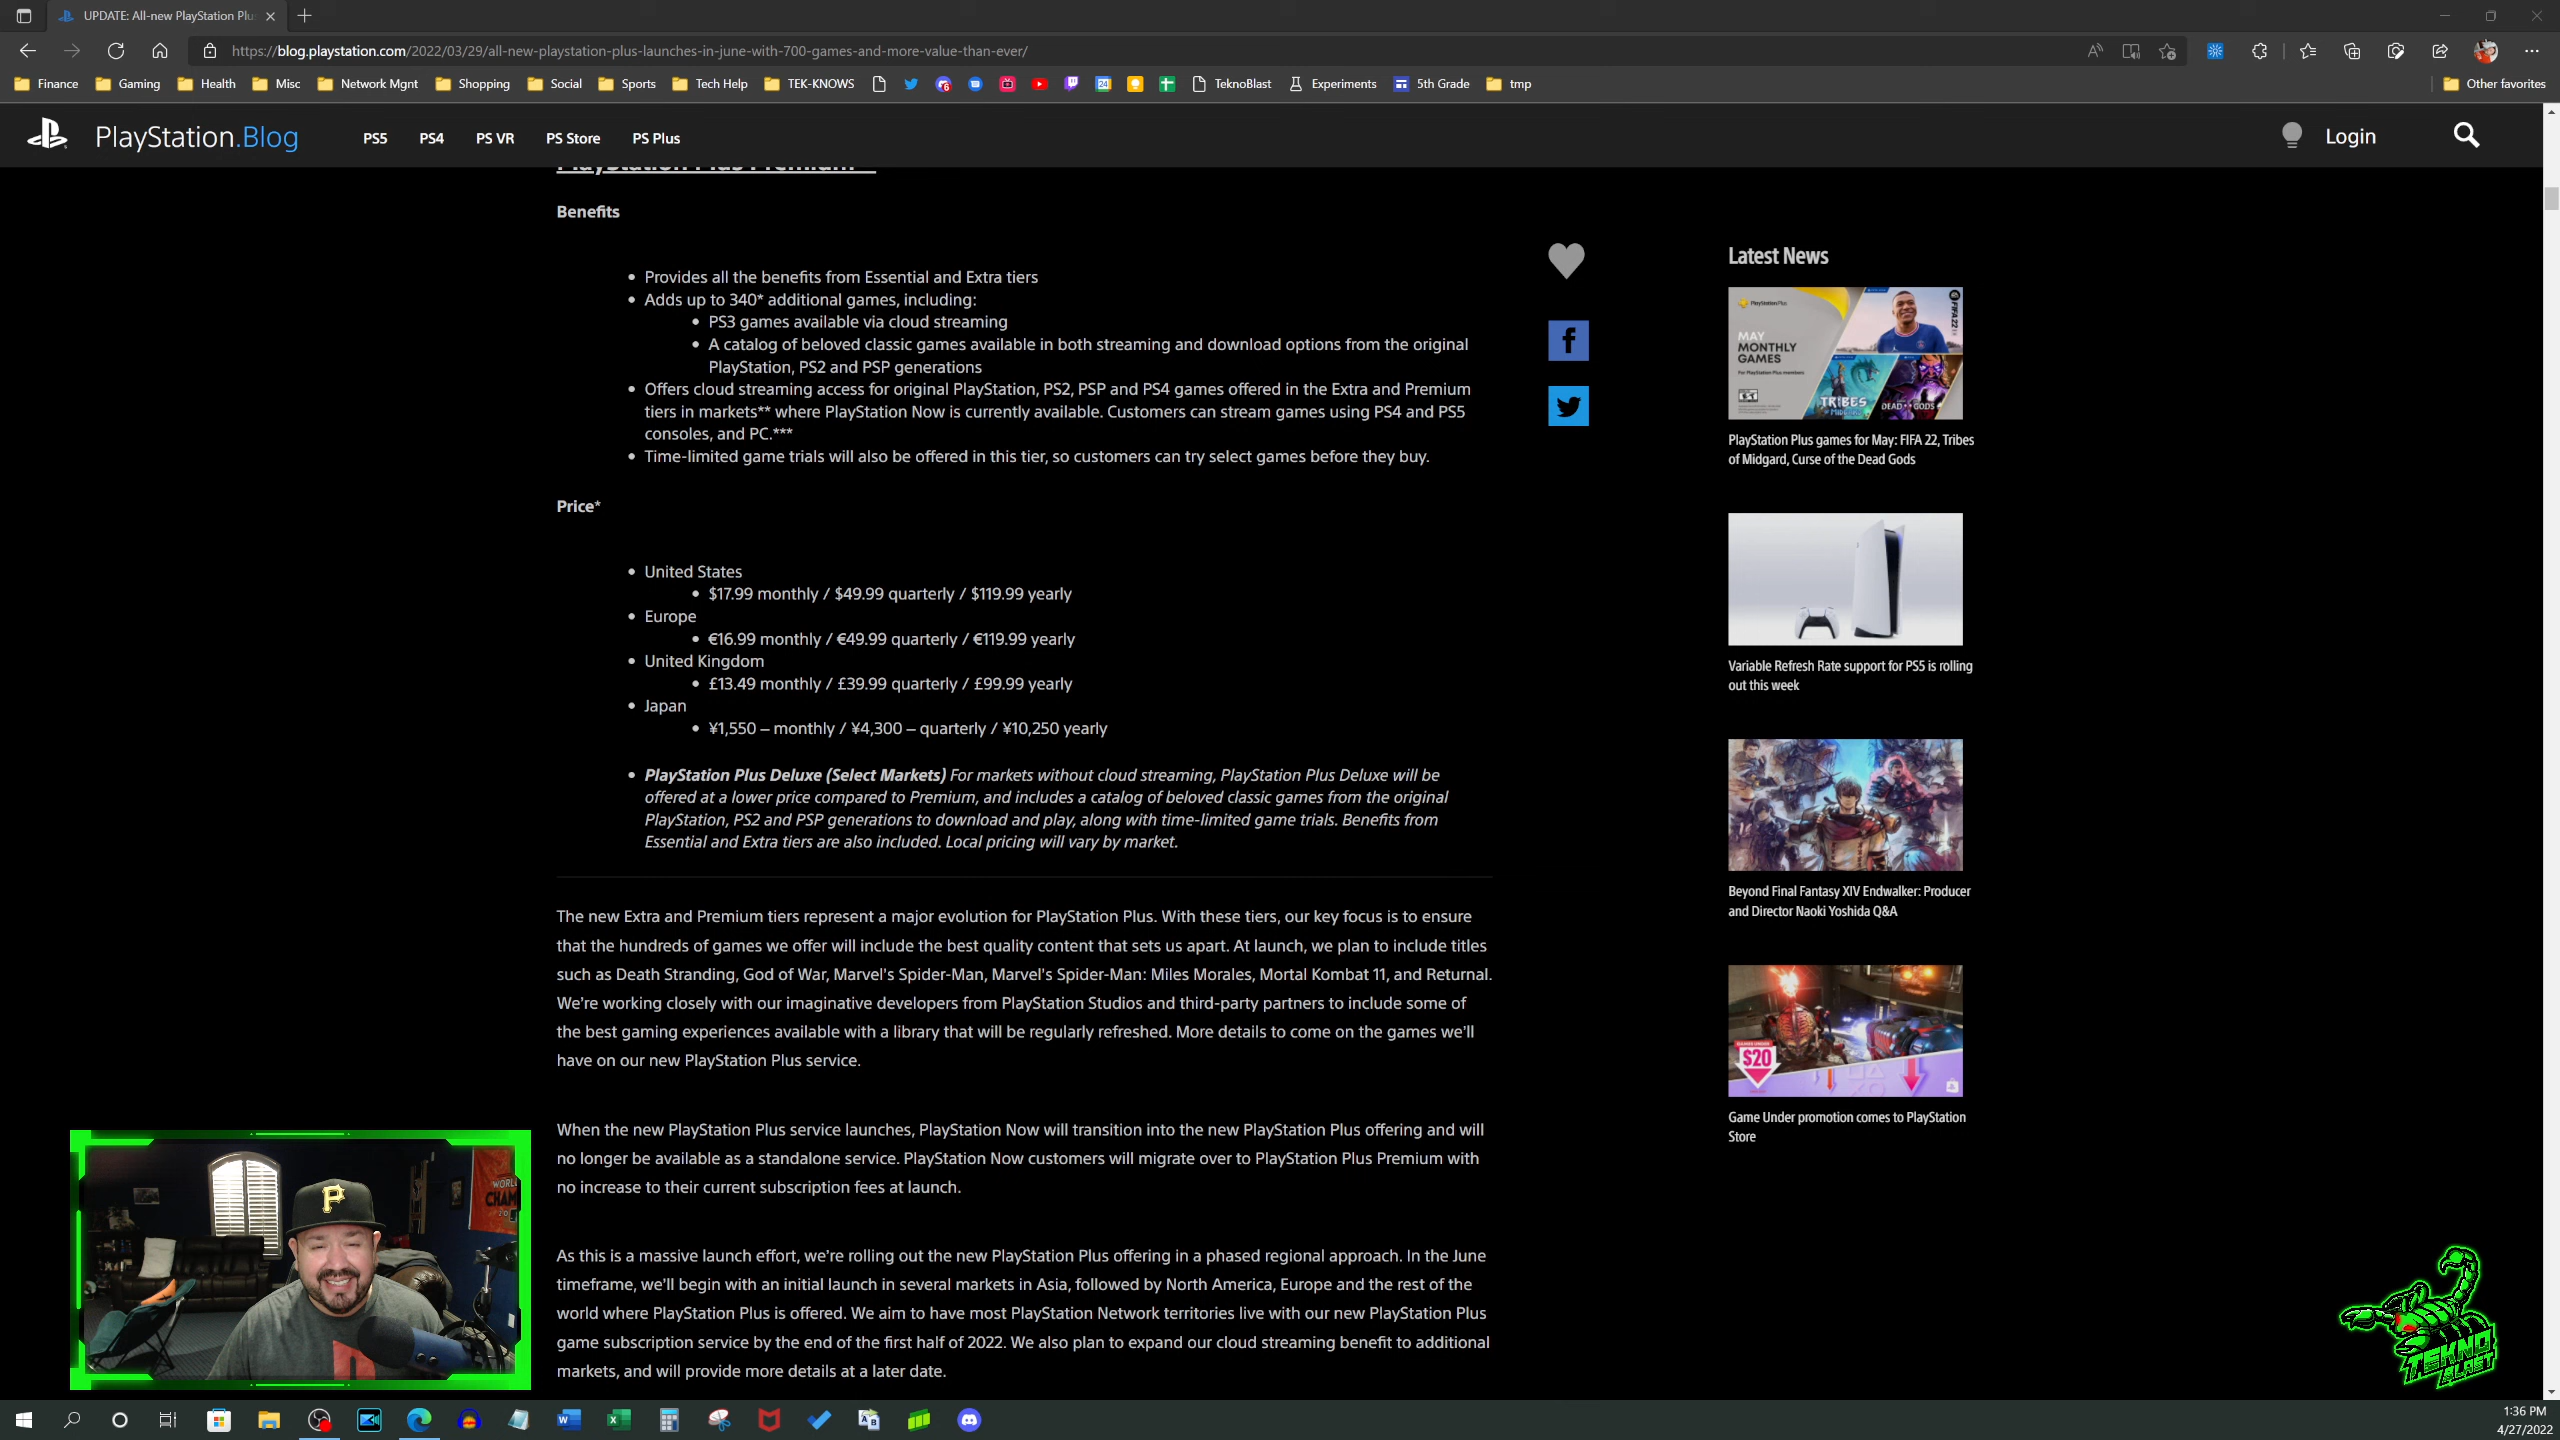 UPDATE: All-new PlayStation Plu
https://blog.playstation.com/2022/03/29/all-new-playstation-plus-launches-in-june-with-700-games-and-more-value-than-ever/
Finance Gaming Health Misc Network Mgnt Shopping Social Sports Tech Help TEK-KNOWS TeknoBlast Experiments 5th Grade tmp Other favorites
PlayStation.Blog PS5 PS4 PS VR PS Store PS Plus Login
PlayStation Plus Premium
Benefits
• Provides all the benefits from Essential and Extra tiers
• Adds up to 340* additional games, including:
• PS3 games available via cloud streaming
• A catalog of beloved classic games available in both streaming and download options from the original
PlayStation, PS2 and PSP generations
• Offers cloud streaming access for original PlayStation, PS2, PSP and PS4 games offered in the Extra and Premium
tiers in markets** where PlayStation Now is currently available. Customers can stream games using PS4 and PS5
consoles, and PC.***
• Time-limited game trials will also be offered in this tier, so customers can try select games before they buy.
Price*
• United States
• $17.99 monthly / $49.99 quarterly / $119.99 yearly
• Europe
• €16.99 monthly / €49.99 quarterly / €119.99 yearly
• United Kingdom
• £13.49 monthly / £39.99 quarterly / £99.99 yearly
• Japan
• ¥1,550 – monthly / ¥4,300 – quarterly / ¥10,250 yearly
• PlayStation Plus Deluxe (Select Markets) For markets without cloud streaming, PlayStation Plus Deluxe will be
offered at a lower price compared to Premium, and includes a catalog of beloved classic games from the original
PlayStation, PS2 and PSP generations to download and play, along with time-limited game trials. Benefits from
Essential and Extra tiers are also included. Local pricing will vary by market.
The new Extra and Premium tiers represent a major evolution for PlayStation Plus. With these tiers, our key focus is to ensure
that the hundreds of games we offer will include the best quality content that sets us apart. At launch, we plan to include titles
such as Death Stranding, God of War, Marvel's Spider-Man, Marvel's Spider-Man: Miles Morales, Mortal Kombat 11, and Returnal.
We're working closely with our imaginative developers from PlayStation Studios and third-party partners to include some of
the best gaming experiences available with a library that will be regularly refreshed. More details to come on the games we'll
have on our new PlayStation Plus service.
When the new PlayStation Plus service launches, PlayStation Now will transition into the new PlayStation Plus offering and will
no longer be available as a standalone service. PlayStation Now customers will migrate over to PlayStation Plus Premium with
no increase to their current subscription fees at launch.
As this is a massive launch effort, we're rolling out the new PlayStation Plus offering in a phased regional approach. In the June
timeframe, we'll begin with an initial launch in several markets in Asia, followed by North America, Europe and the rest of the
world where PlayStation Plus is offered. We aim to have most PlayStation Network territories live with our new PlayStation Plus
game subscription service by the end of the first half of 2022. We also plan to expand our cloud streaming benefit to additional
markets, and will provide more details at a later date.
Latest News
PlayStation Plus
MAY
MONTHLY
GAMES
For PlayStation Plus members
FIFA 22
TRIBES
MIDGARD
DEAD GODS
PlayStation Plus games for May: FIFA 22, Tribes
of Midgard, Curse of the Dead Gods
Variable Refresh Rate support for PS5 is rolling
out this week
Beyond Final Fantasy XIV Endwalker: Producer
and Director Naoki Yoshida Q&A
$20
Game Under promotion comes to PlayStation
Store
P
WORL
CHAM
TEKNO
BLAST
1:36 PM
4/27/2022